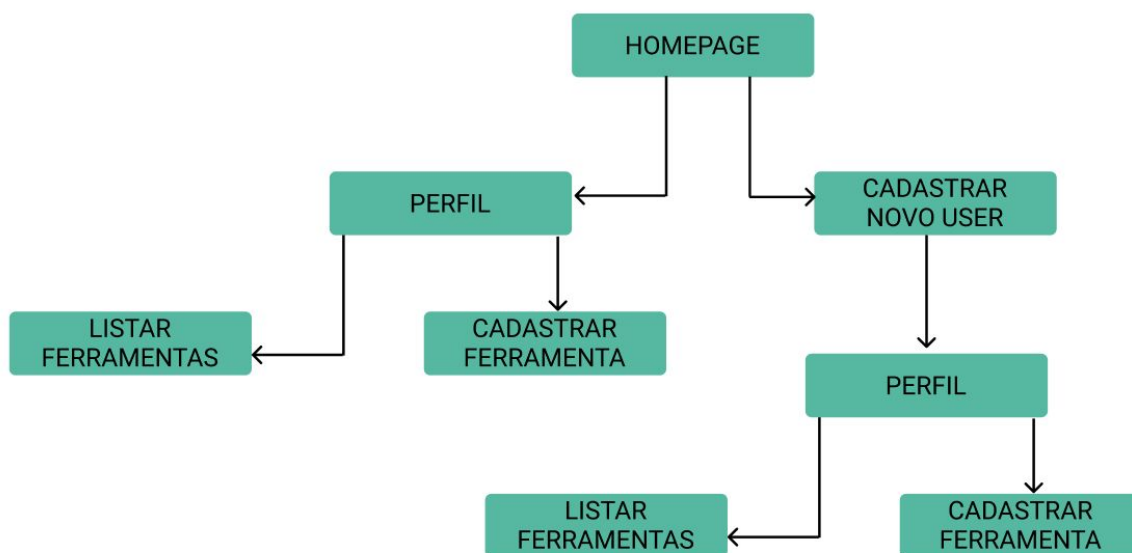 HOMEPAGE
PERFIL
CADASTRAR
NOVO USER
LISTAR
FERRAMENTAS
CADASTRAR
FERRAMENTA
PERFIL
LISTAR
FERRAMENTAS
CADASTRAR
FERRAMENTA